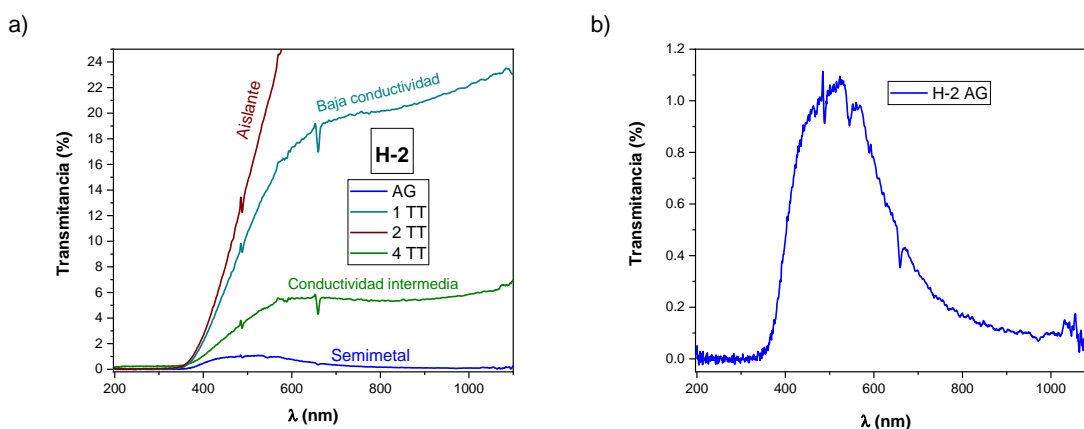 a)
24
22
20
18
16
14
12
10
8
6
4
2
0
Transmitancia (%)
200 400 600 800 1000
λ (nm)
Aislante
Baja conductividad
H-2
AG
1 TT
2 TT
4 TT
Conductividad intermedia
Semimetal
b)
1.2
1.0
0.8
0.6
0.4
0.2
0.0
Transmitancia (%)
200 400 600 800 1000
λ (nm)
H-2 AG